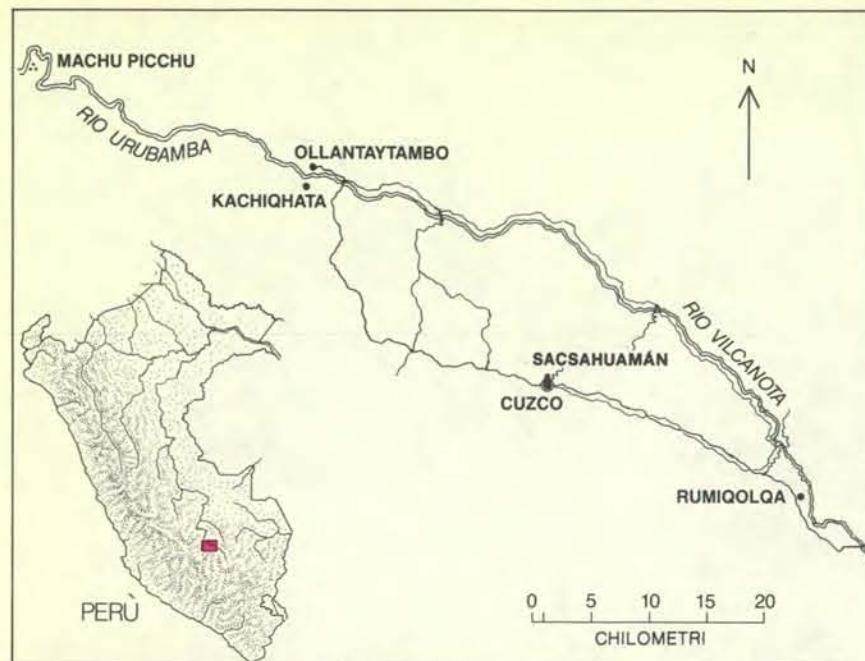 MACHU PICCHU
N
RIO URUBAMBA
OLLANTAYTAMBO
KACHIQHATA
RIO VILCANOTA
SACSAHUAMÁN
CUZCO
RUMIQOLQA
PERÙ
0 5 10 15 20
CHILOMETRI